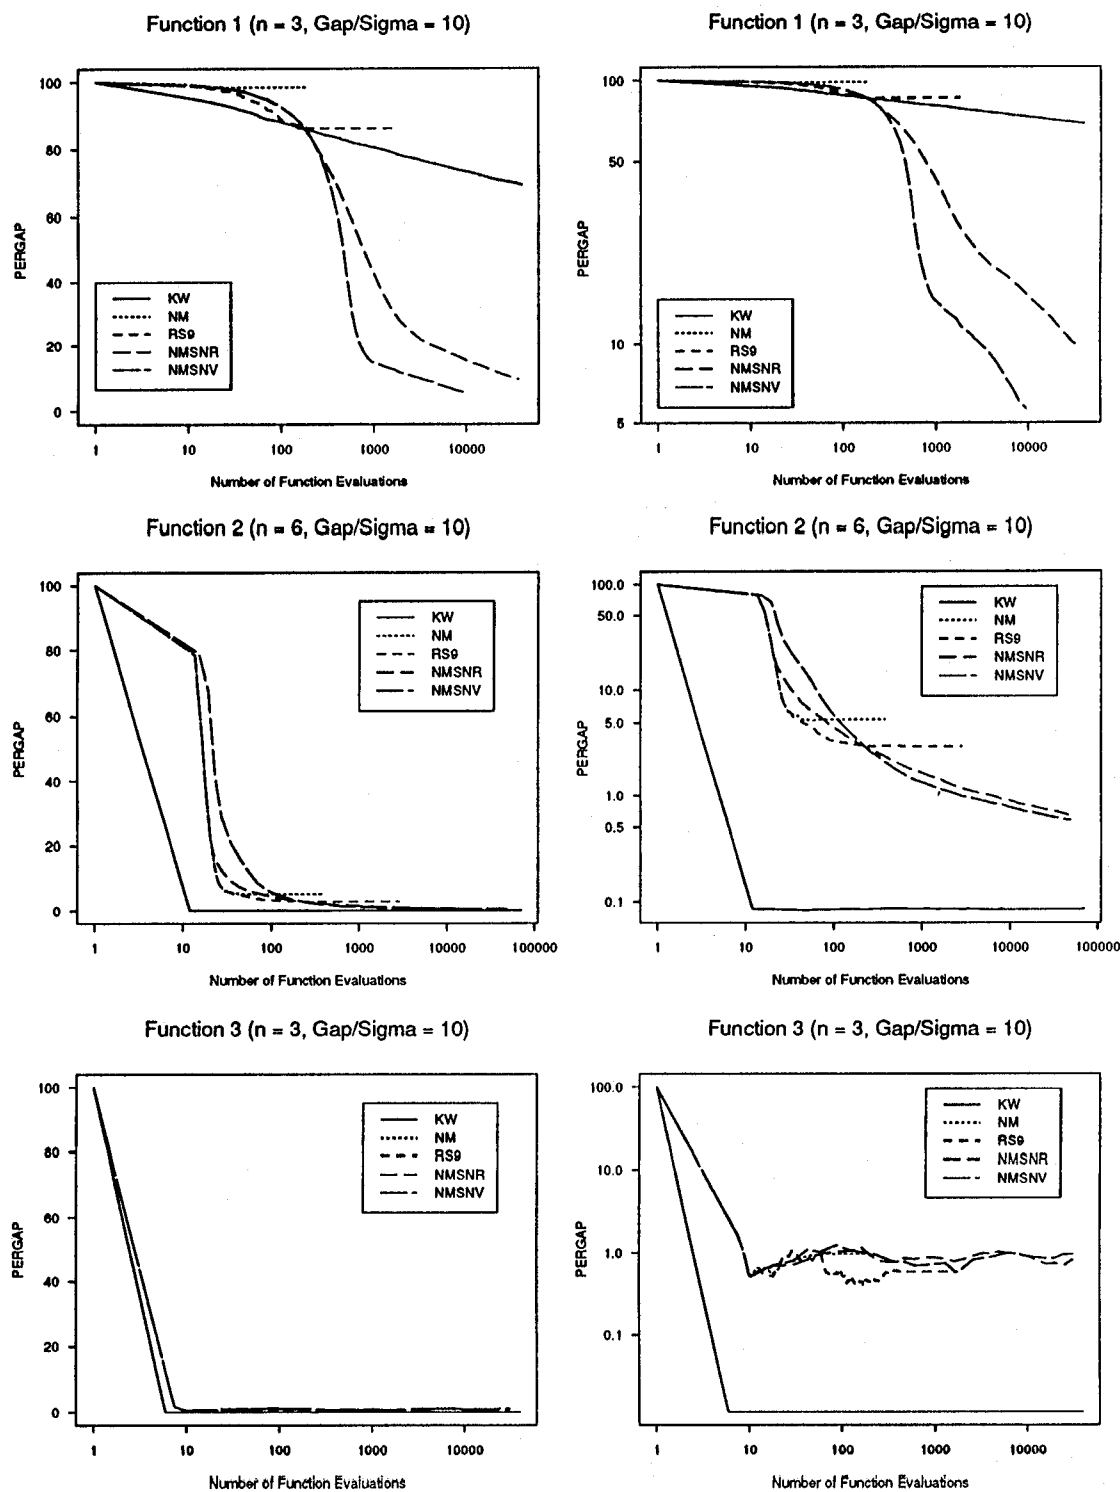 Function 1 (n = 3, Gap/Sigma = 10)
PERGAP
100
80
60
40
20
0
KW
NM
RS9
NMSNR
NMSNV
1
10
100
1000
10000
Number of Function Evaluations
Function 1 (n = 3, Gap/Sigma = 10)
PERGAP
100
50
10
5
KW
NM
RS9
NMSNR
NMSNV
1
10
100
1000
10000
Number of Function Evaluations
Function 2 (n = 6, Gap/Sigma = 10)
PERGAP
100
80
60
40
20
0
KW
NM
RS9
NMSNR
NMSNV
1
10
100
1000
10000
100000
Number of Function Evaluations
Function 2 (n = 6, Gap/Sigma = 10)
PERGAP
100.0
50.0
10.0
5.0
1.0
0.5
0.1
KW
NM
RS9
NMSNR
NMSNV
1
10
100
1000
10000
100000
Number of Function Evaluations
Function 3 (n = 3, Gap/Sigma = 10)
PERGAP
100
80
60
40
20
0
KW
NM
RS9
NMSNR
NMSNV
1
10
100
1000
10000
Number of Function Evaluations
Function 3 (n = 3, Gap/Sigma = 10)
PERGAP
100.0
10.0
1.0
0.1
KW
NM
RS9
NMSNR
NMSNV
1
10
100
1000
10000
Number of Function Evaluations